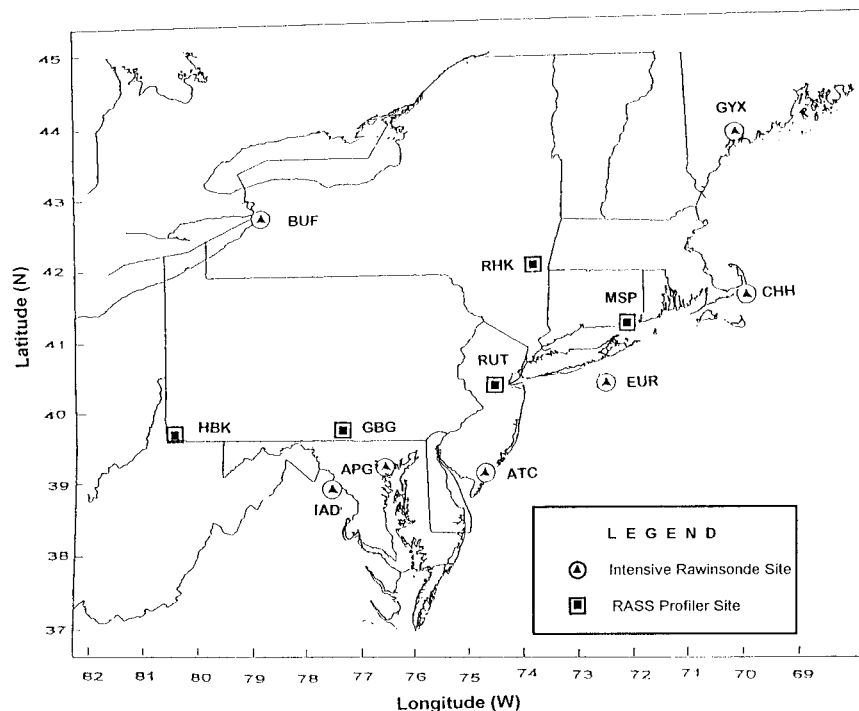 45
44
43
42
41
40
39
38
37
Latitude (N)
GYX
BUF
RHK
CHH
MSP
RUT
EUR
HBK
GBG
APG
ATC
IAD
L E G E N D
Intensive Rawinsonde Site
RASS Profiler Site
82 81 80 79 78 77 76 75 74 73 72 71 70 69
Longitude (W)